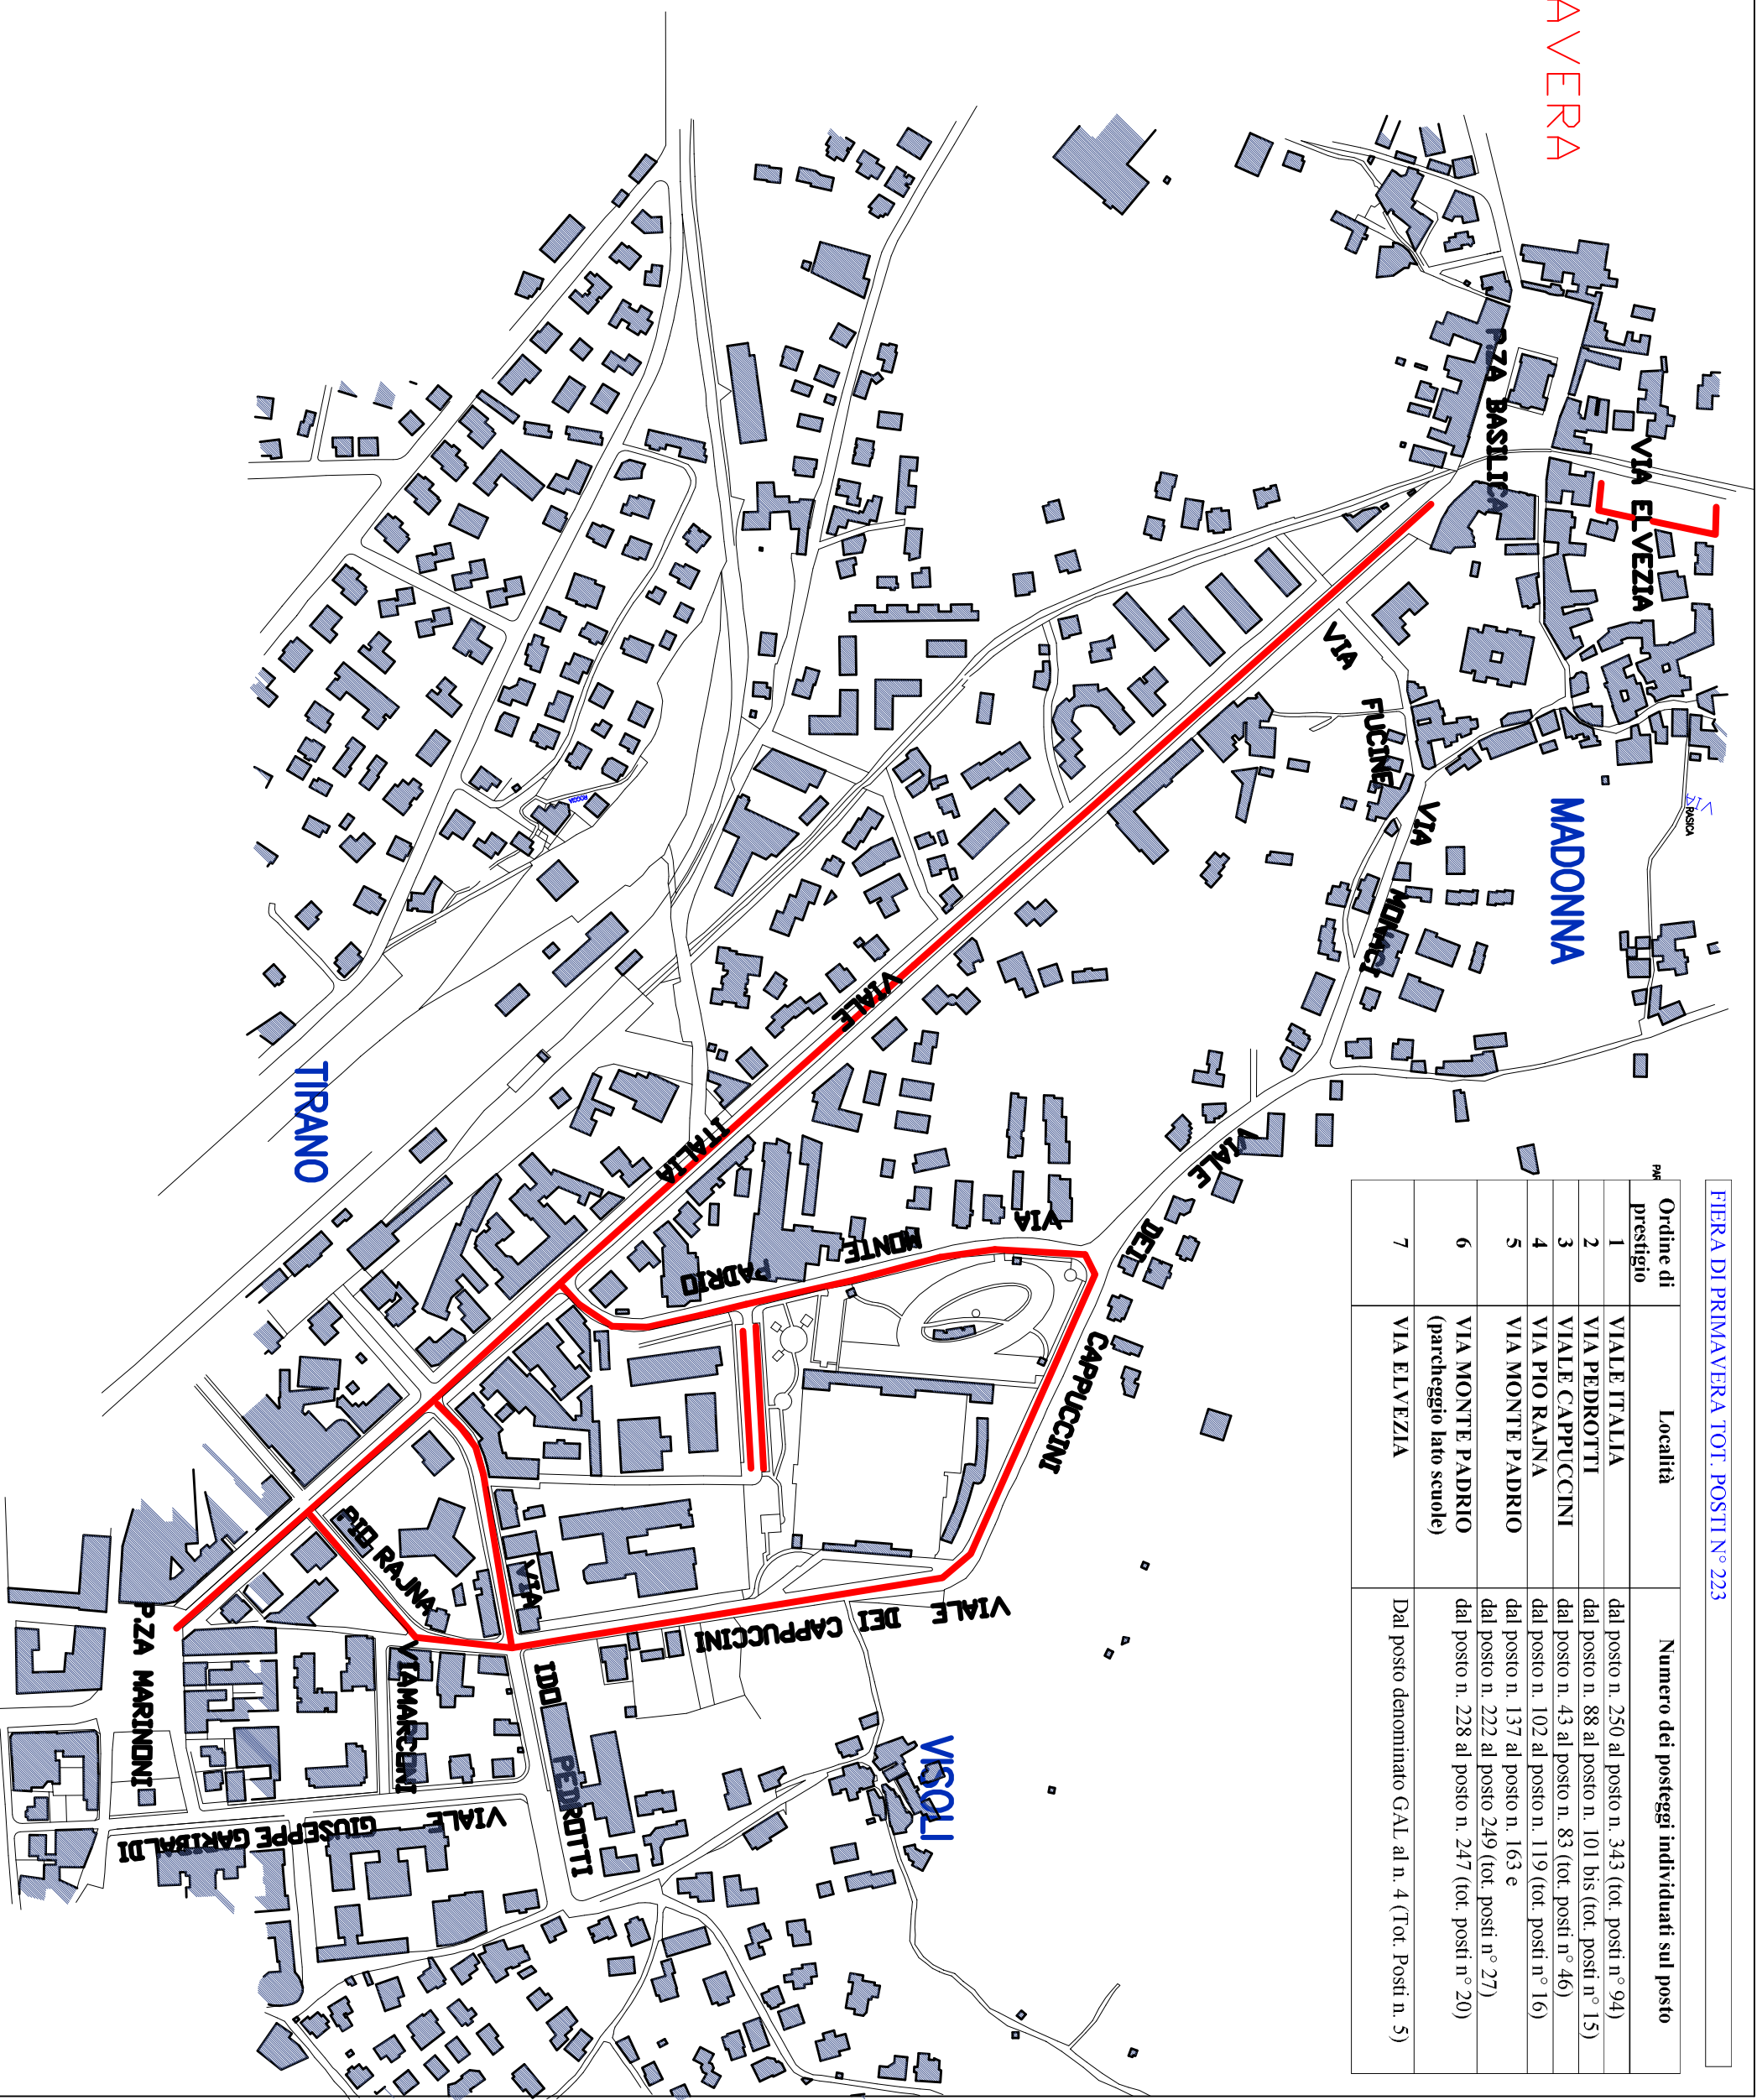 AVERA
FIERA DI PRIMAVERA TOT. POSTI N° 223
Ordine di prestigio Località Numero dei posteggi individuati sul posto
1 VIALE ITALIA dal posto n. 250 al posto n. 343 (tot. posti n° 94)
2 VIA PEDROTTI dal posto n. 88 al posto n. 101 bis (tot. posti n° 15)
3 VIALE CAPPUCCINI dal posto n. 43 al posto n. 83 (tot. posti n° 46)
4 VIA PIO RAJNA dal posto n. 102 al posto n. 119 (tot. posti n° 16)
5 VIA MONTE PADRIO dal posto n. 137 al posto n. 163 e
dal posto n. 222 al posto 249 (tot. posti n° 27)
6 VIA MONTE PADRIO dal posto n. 228 al posto n. 247 (tot. posti n° 20)
(parcheggio lato scuole)
7 VIA ELVEZIA Dal posto denominato GAL al n. 4 (Tot. Posti n. 5)
PAR
VIA ELVEZIA
P.ZA BASILICA
VIA
RASICA
MADONNA
VIA FUCINE
VIA MONACI
VIALE DEI CAPPUCCINI
VIALE ITALIA
VIA MONTE PADRIO
ROGGIA
TIRANO
VIALE DEI CAPPUCCINI
VISOLI
PIO RAJNA
VIA
IDO PEDROTTI
VIAMARCONI
P.ZA MARINONI
VIALE GIUSEPPE GARIBALDI